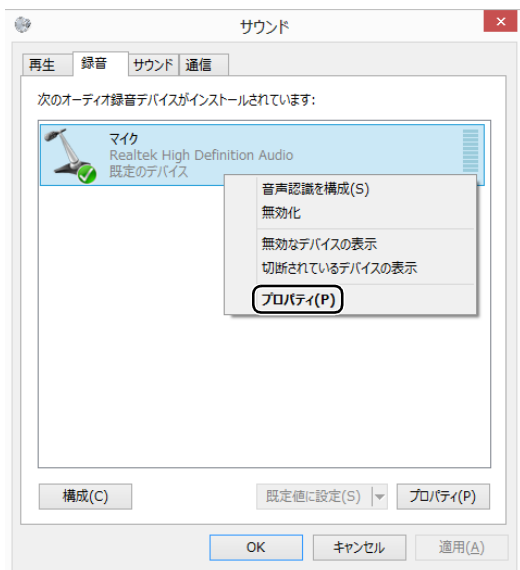 サウンド
再生 録音 サウンド 通信
次のオーディオ録音デバイスがインストールされています:
マイク
Realtek High Definition Audio
既定のデバイス
音声認識を構成(S)
無効化
無効なデバイスの表示
切断されているデバイスの表示
プロパティ(P)
構成(C) 既定値に設定(S) プロパティ(P)
OK キャンセル 適用(A)